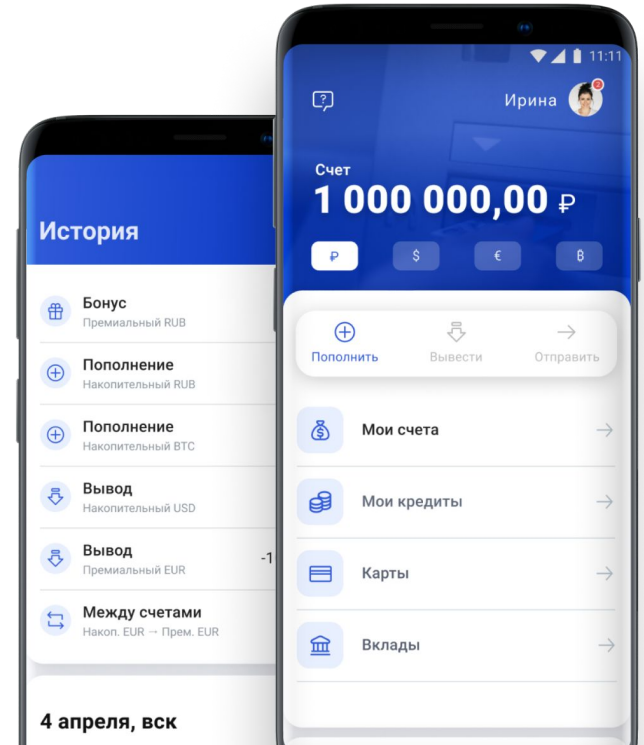 История
Бонус
Премиальный RUB
Пополнение
Накопительный RUB
Пополнение
Накопительный BTC
Вывод
Накопительный USD
Вывод
-1
Премиальный EUR
Между счетами
Накоп. EUR → Прем. EUR
4 апреля, вск
11:11
?
Ирина
2
Счет
1 000 000,00 ₽
₽ $ € ₿
Пополнить Вывести Отправить
Мои счета
Мои кредиты
Карты
Вклады